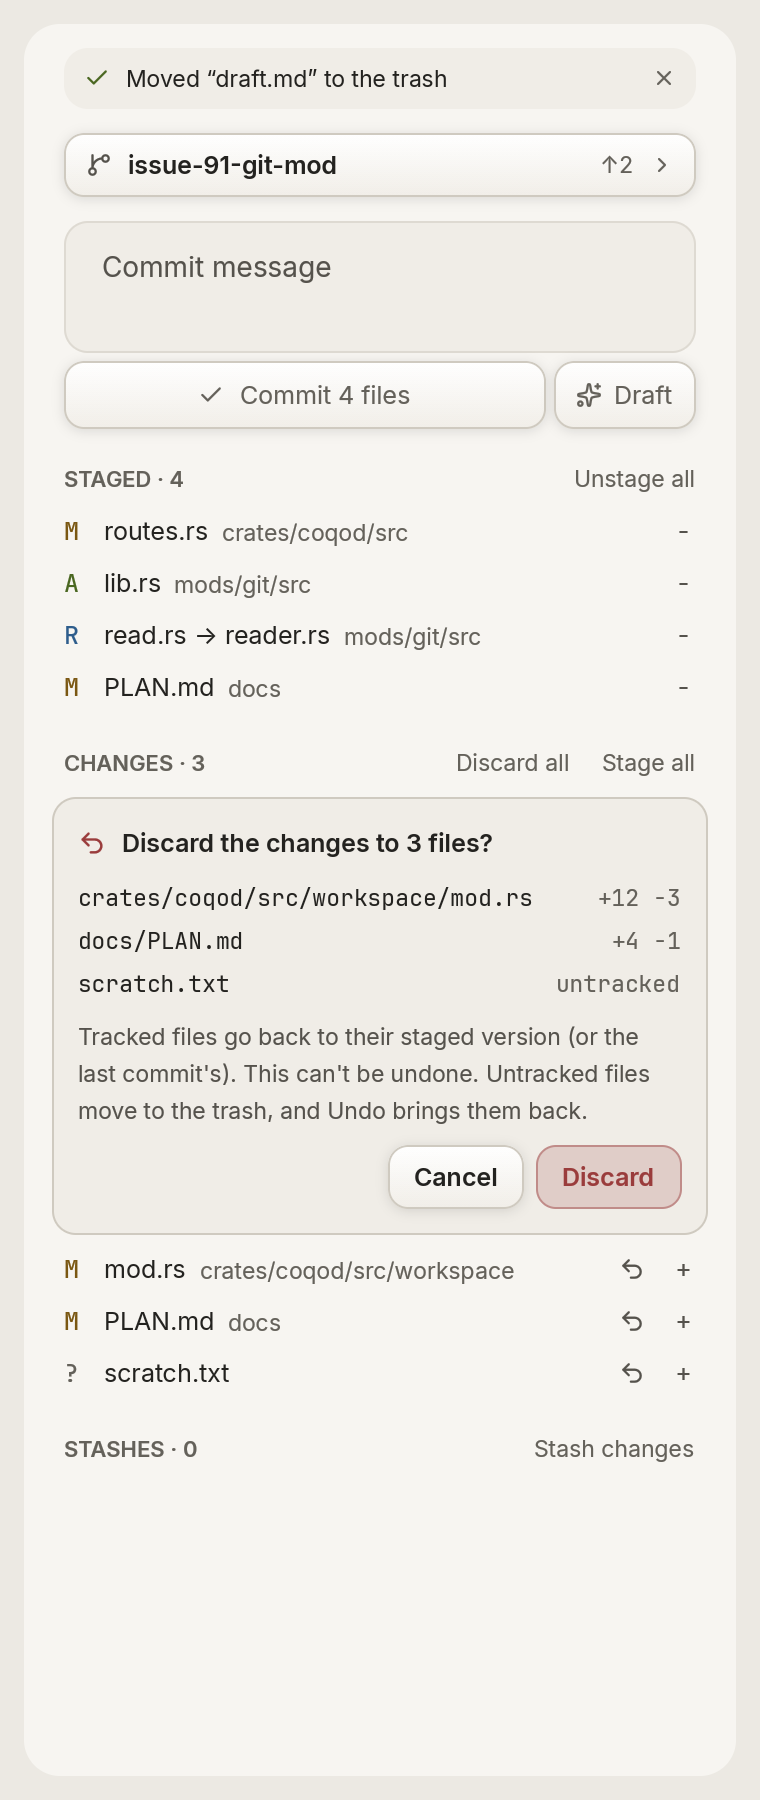 Moved “draft.md” to the trash
issue-91-git-mod ↑2
Commit message
Commit 4 files Draft
STAGED · 4 Unstage all
M routes.rs crates/coqod/src -
A lib.rs mods/git/src -
R read.rs → reader.rs mods/git/src -
M PLAN.md docs -
CHANGES · 3 Discard all Stage all
Discard the changes to 3 files?
crates/coqod/src/workspace/mod.rs +12 -3
docs/PLAN.md +4 -1
scratch.txt untracked
Tracked files go back to their staged version (or the
last commit's). This can't be undone. Untracked files
move to the trash, and Undo brings them back.
Cancel Discard
M mod.rs crates/coqod/src/workspace +
M PLAN.md docs +
? scratch.txt +
STASHES · 0 Stash changes